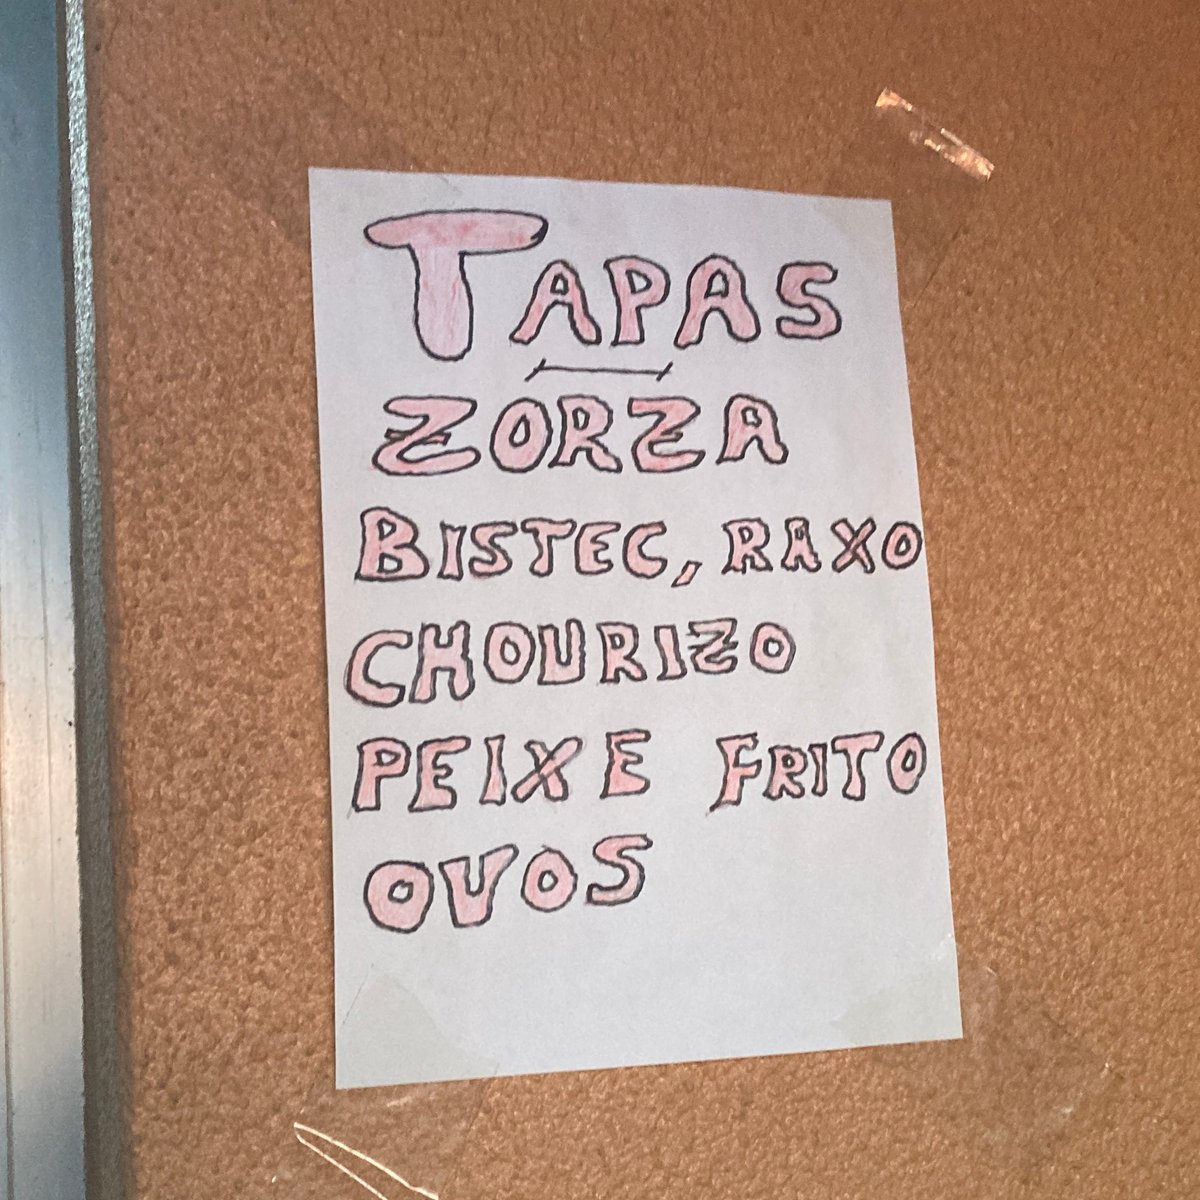 TAPAS
ZORZA
BISTEC, RAXO
CHOURIZO
PEIXE FRITO
OVOS